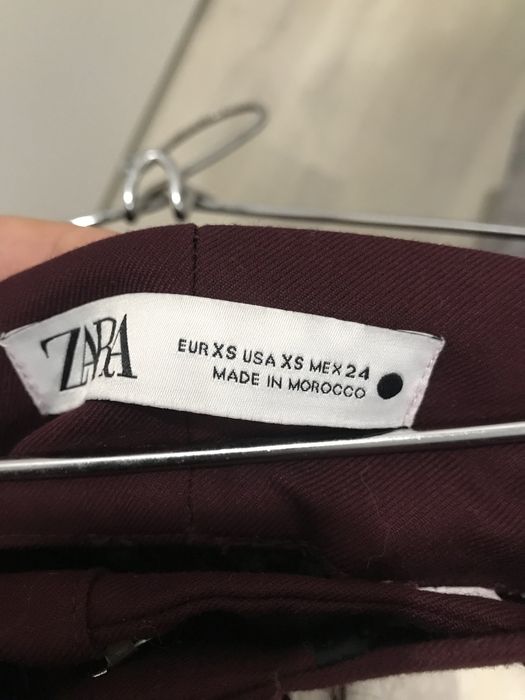 ZARA
EUR XS USA XS MEX 24
MADE IN MOROCCO